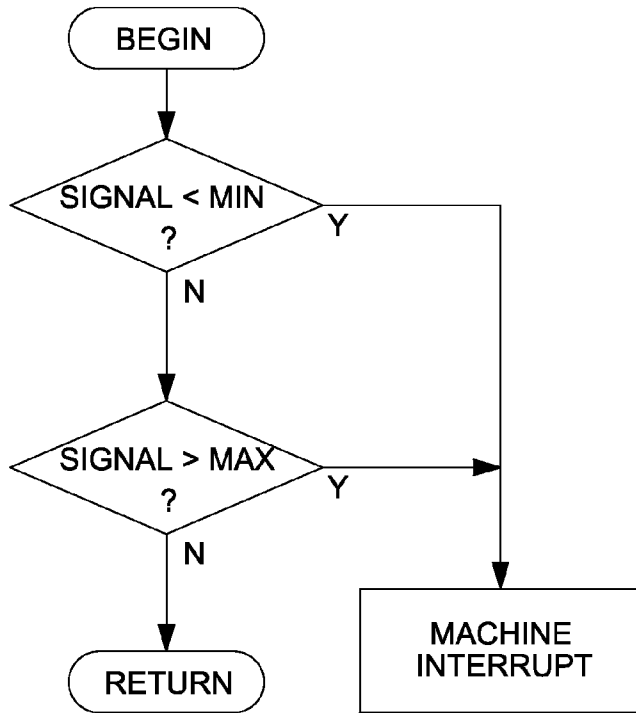 BEGIN
SIGNAL < MIN
?
Y
N
SIGNAL > MAX
?
Y
N
MACHINE
INTERRUPT
RETURN